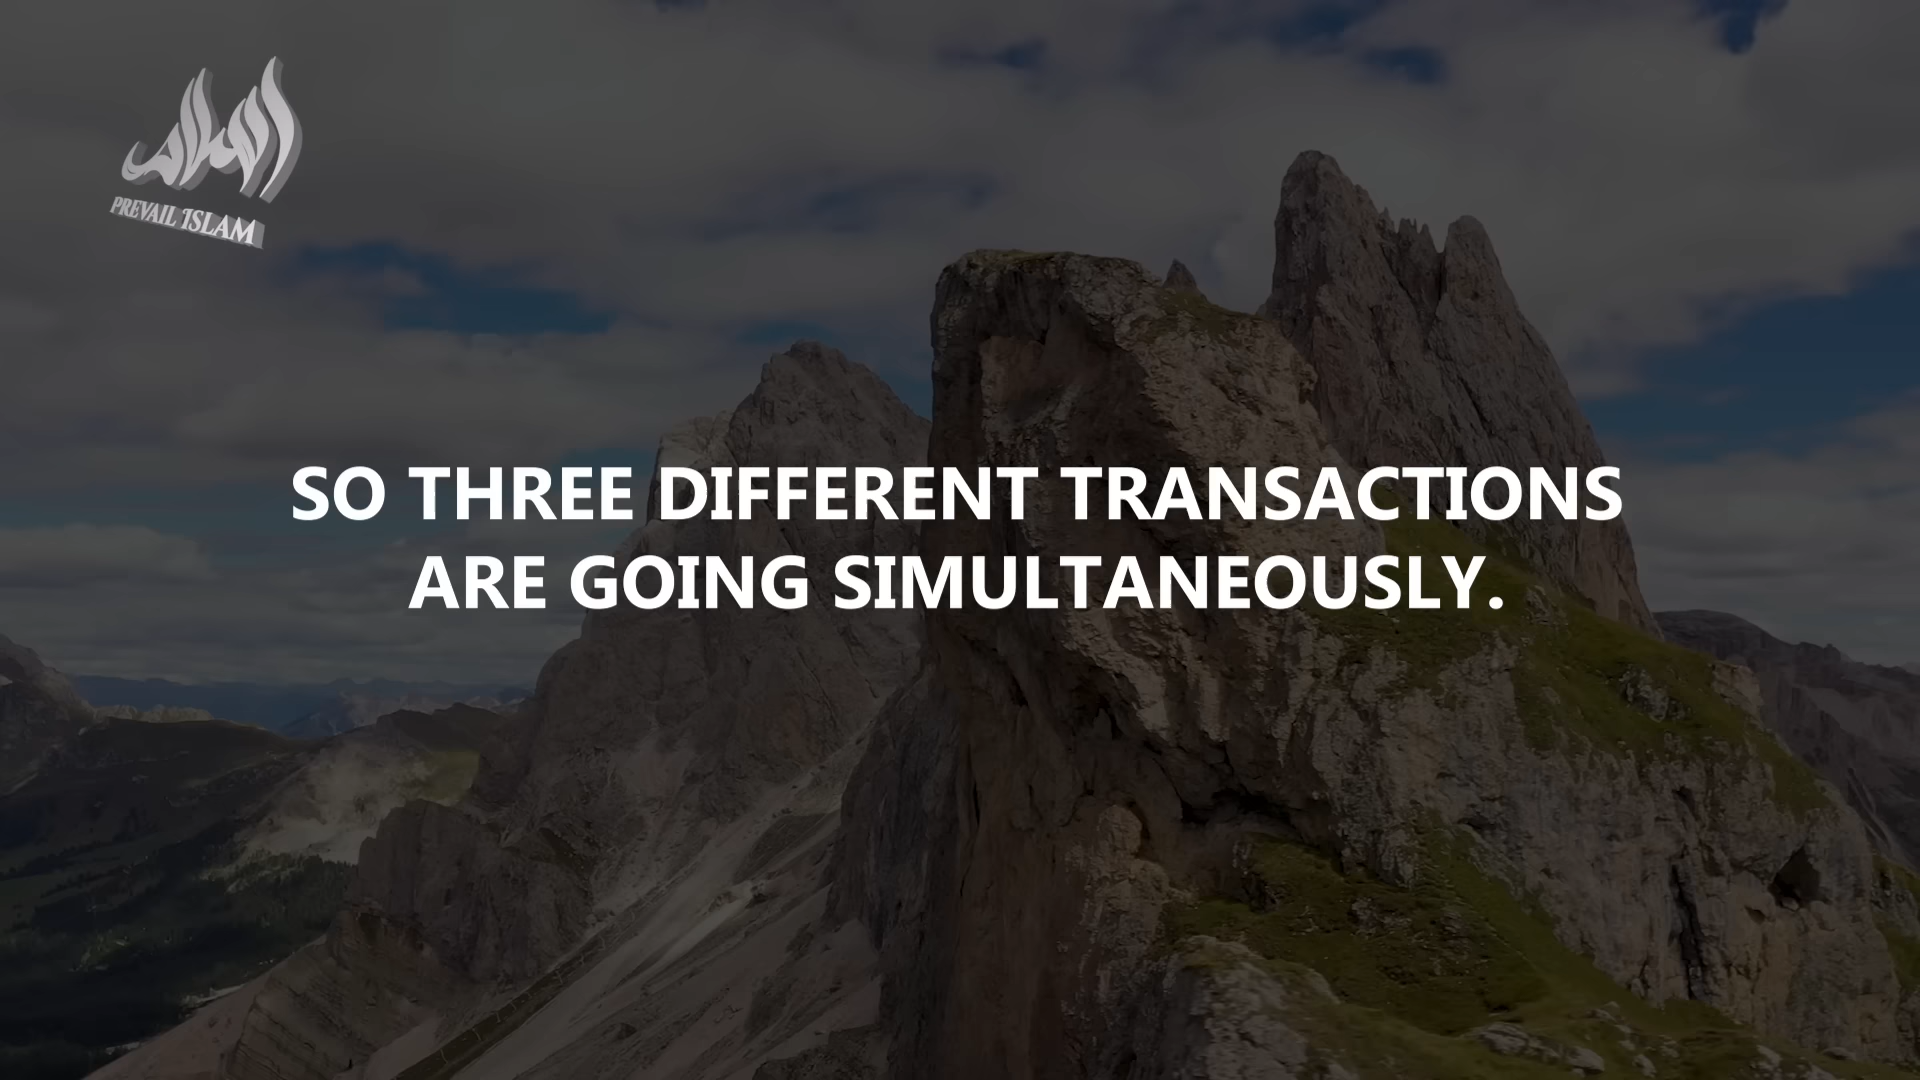 PREVAIL ISLAM
SO THREE DIFFERENT TRANSACTIONS
ARE GOING SIMULTANEOUSLY.